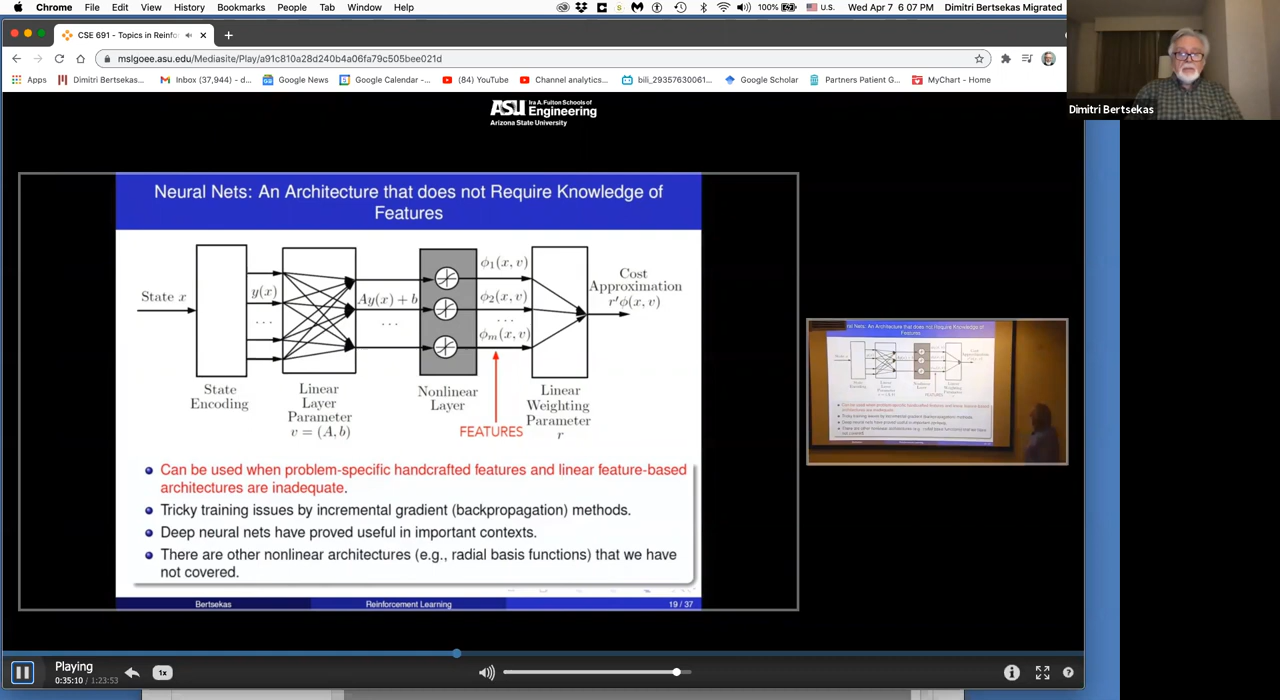 Chrome File Edit View History Bookmarks People Tab Window Help 100% U.S. Wed Apr 7 6:07 PM Dimitri Bertsekas Migrated
CSE 691 - Topics in Reinfo
mslgoee.asu.edu/Mediasite/Play/a91c810a28d240b4a06fa79c505bee021d
Apps Dimitri Bertsekas... Inbox (37,944) - d... Google News Google Calendar -... (84) YouTube Channel analytics... bili_29357630061... Google Scholar Partners Patient G... MyChart - Home
Dimitri Bertsekas
ASU Ira A. Fulton Schools of
Engineering
Arizona State University
Neural Nets: An Architecture that does not Require Knowledge of
Features
State x
y(x)
. . .
Ay(x) + b
. . .
ϕ1(x, v)
ϕ2(x, v)
. . .
ϕm(x, v)
Cost
Approximation
r′ϕ(x, v)
State
Encoding
Linear
Layer
Parameter
v = (A, b)
Nonlinear
Layer
FEATURES
Linear
Weighting
Parameter
r
Can be used when problem-specific handcrafted features and linear feature-based
architectures are inadequate.
Tricky training issues by incremental gradient (backpropagation) methods.
Deep neural nets have proved useful in important contexts.
There are other nonlinear architectures (e.g., radial basis functions) that we have
not covered.
Bertsekas Reinforcement Learning 19 / 37
Playing
0:35:10 / 1:23:53
1x